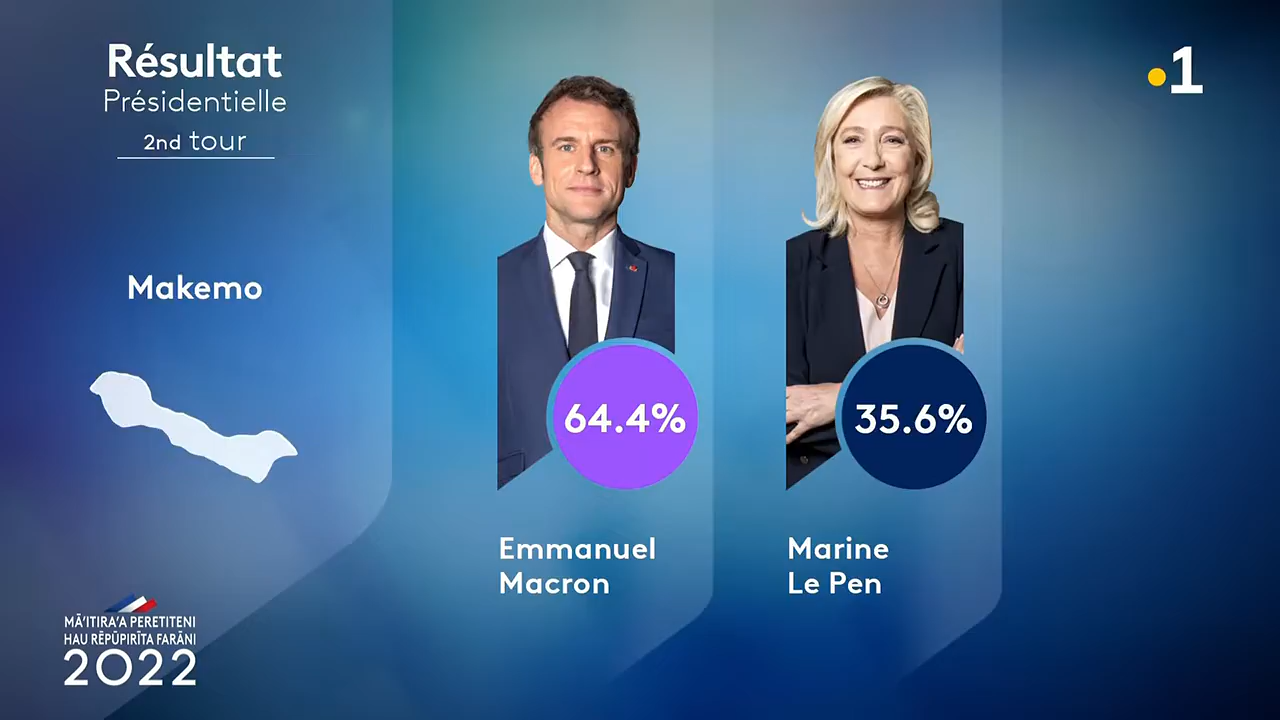 Résultat
Présidentielle
2nd tour
1
Makemo
64.4%
35.6%
Emmanuel
Macron
Marine
Le Pen
MĀ'ITIRA'A PERETITENI
HAU RĒPŪPIRĪTA FARĀNI
2022